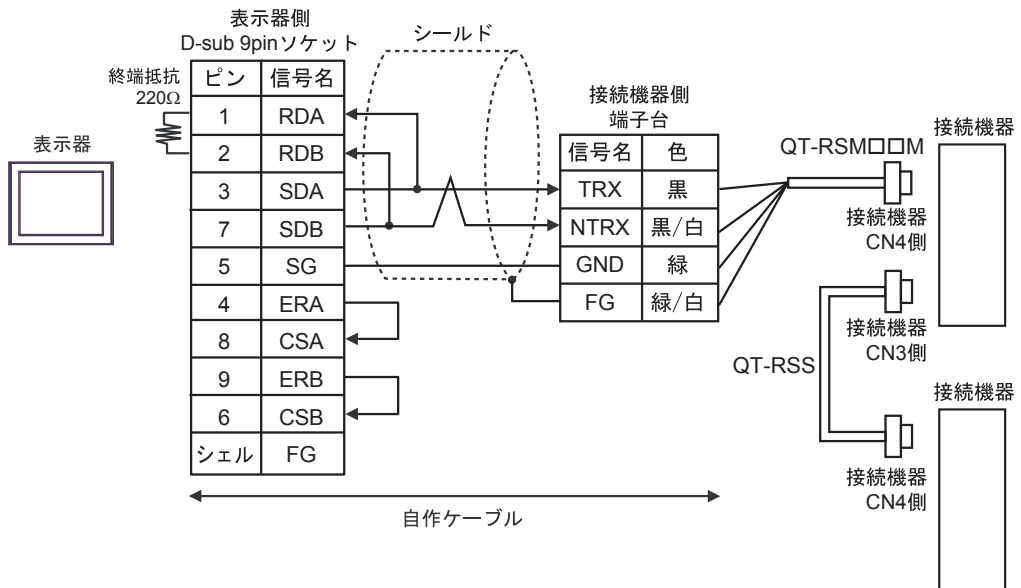 表示器側
D-sub 9pinソケット
シールド
終端抵抗
220Ω
ピン 信号名
1 RDA
2 RDB
3 SDA
7 SDB
5 SG
4 ERA
8 CSA
9 ERB
6 CSB
シェル FG
表示器
接続機器側
端子台
信号名 色
TRX 黒
NTRX 黒/白
GND 緑
FG 緑/白
QT-RSM□□M
接続機器
接続機器
CN4側
接続機器
CN3側
QT-RSS
接続機器
接続機器
CN4側
自作ケーブル